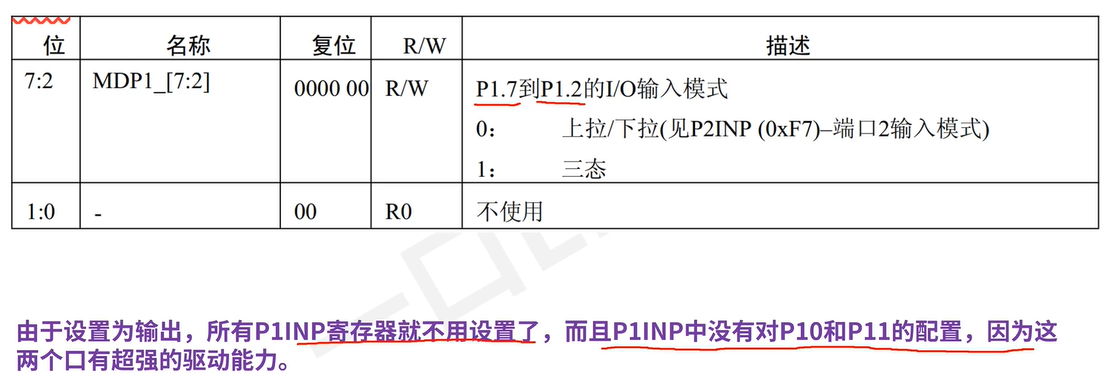 位 名称 复位 R/W 描述
7:2 MDP1_[7:2] 0000 00 R/W P1.7到P1.2的I/O输入模式
0： 上拉/下拉(见P2INP (0xF7)–端口2输入模式)
1： 三态
1:0 - 00 R0 不使用
由于设置为输出，所有P1INP寄存器就不用设置了，而且P1INP中没有对P10和P11的配置，因为这
两个口有超强的驱动能力。